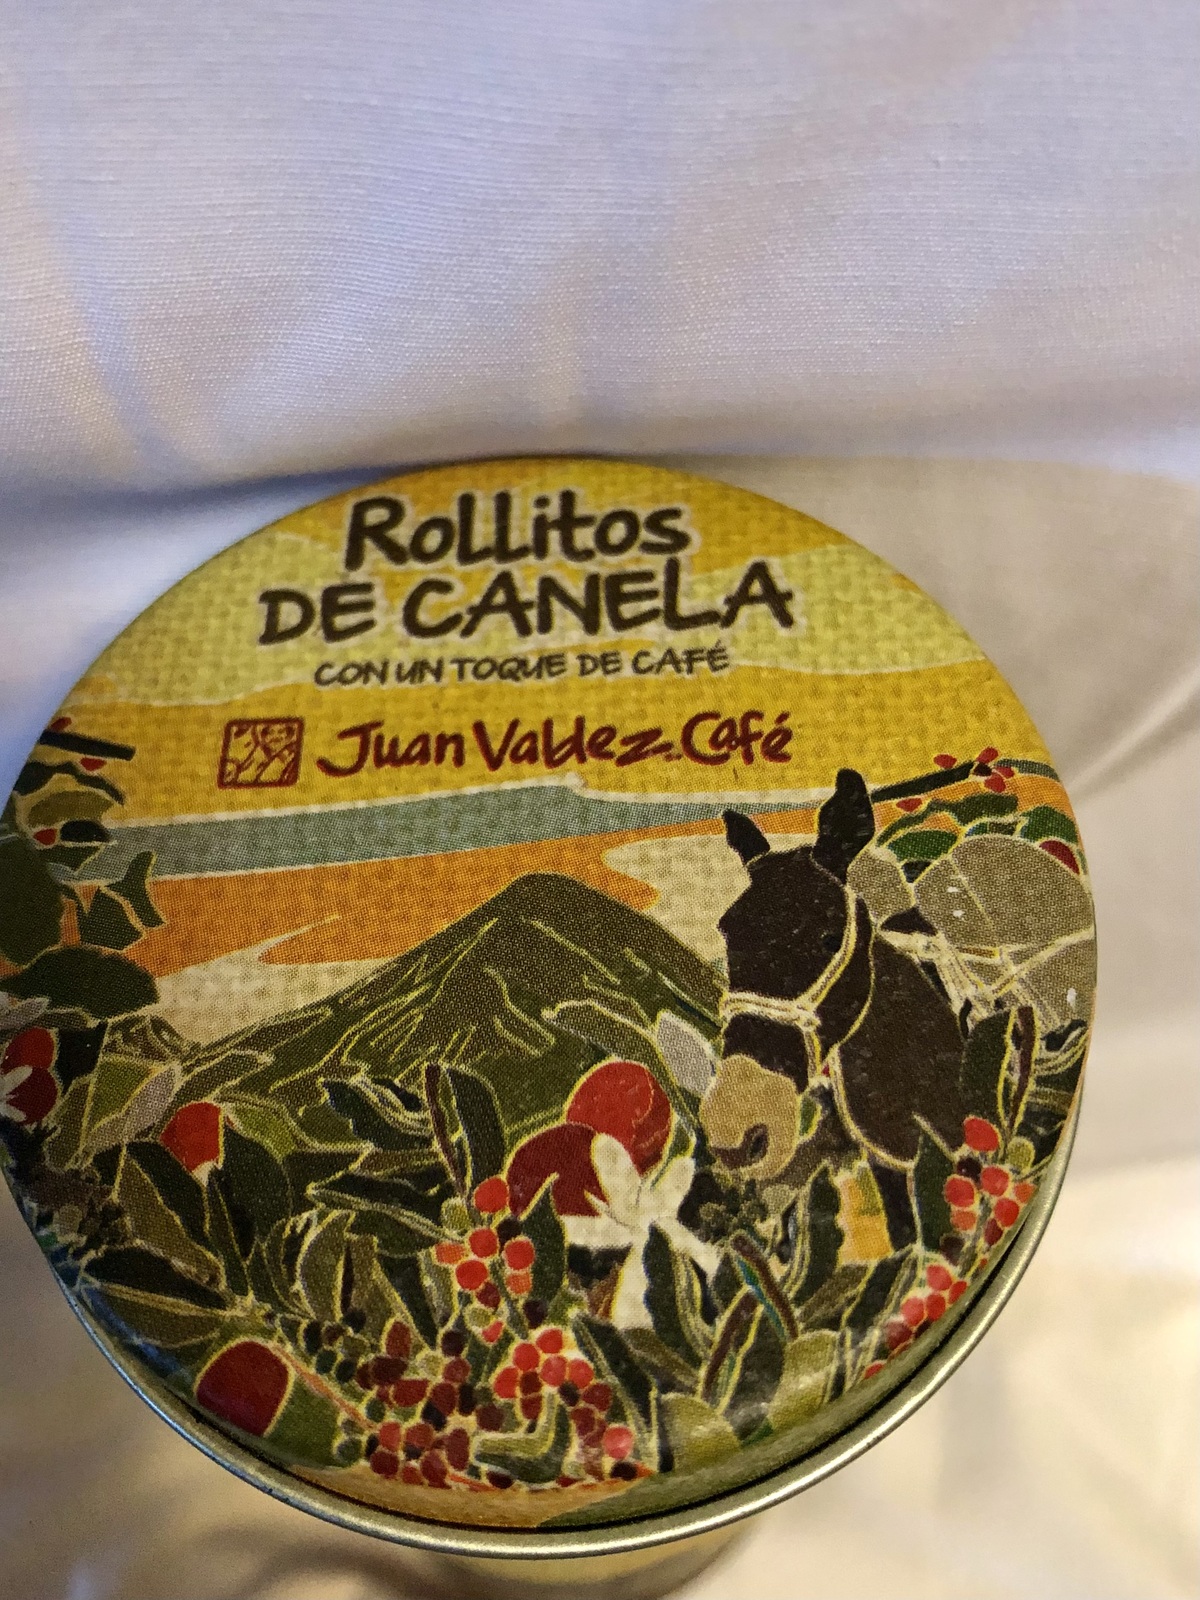 Rollitos
DE CANELA
CON UN TOQUE DE CAFÉ
Juan Valdez Café